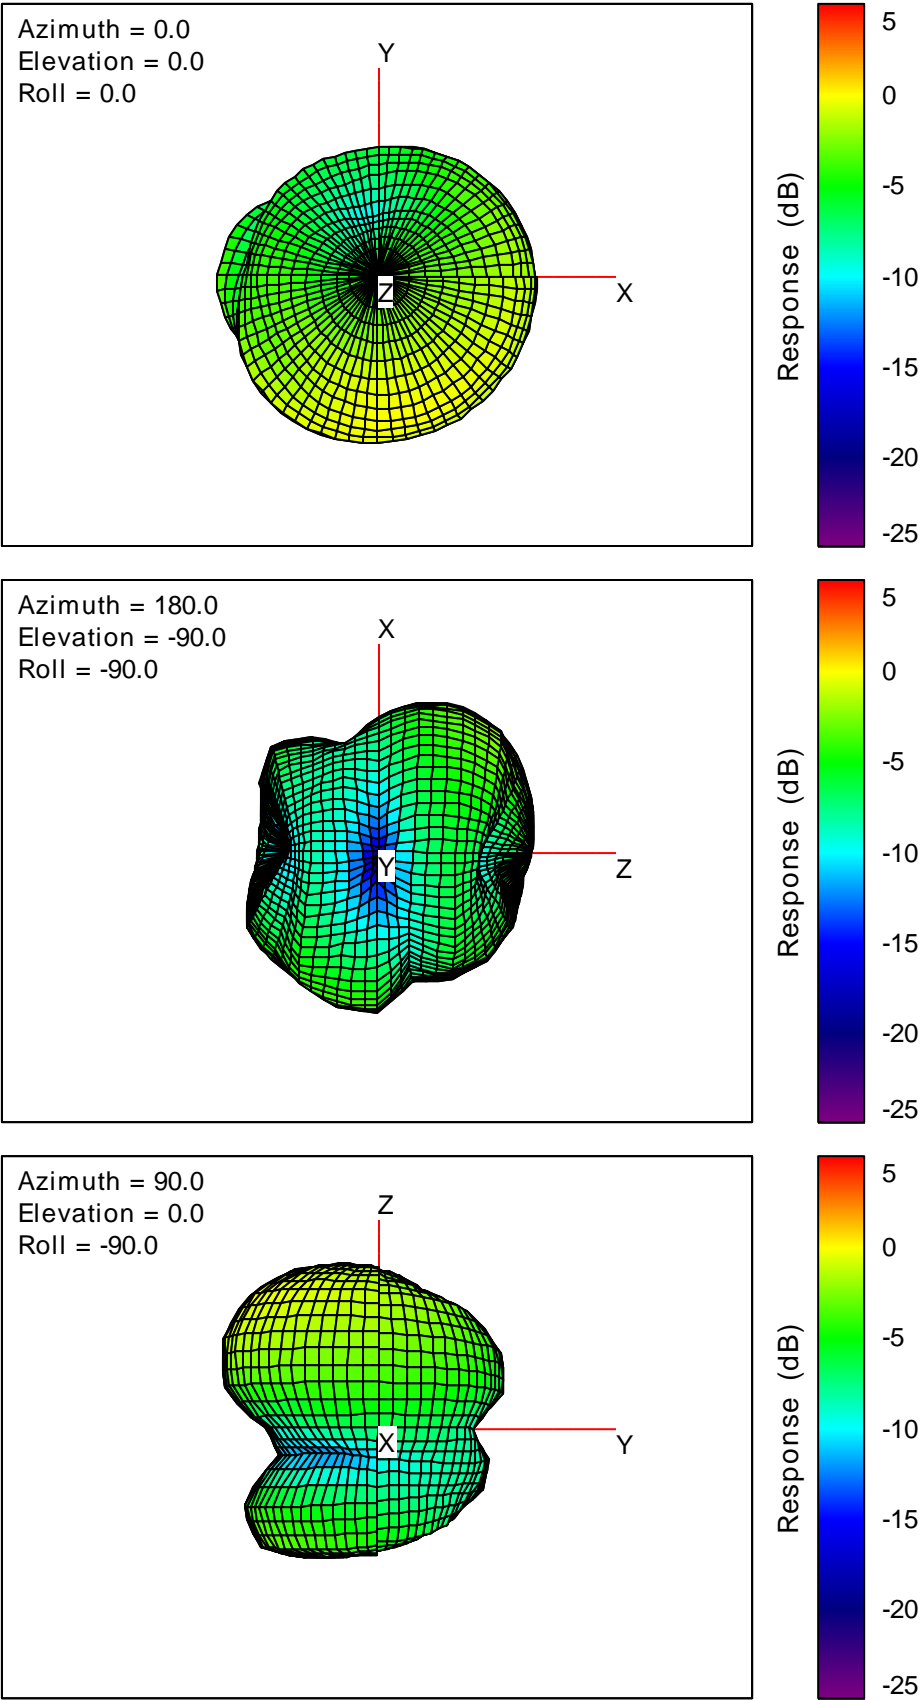 Azimuth = 0.0
Elevation = 0.0
Roll = 0.0
Y
X
Z
5
0
-5
-10
-15
-20
-25
Response (dB)
Azimuth = 180.0
Elevation = -90.0
Roll = -90.0
X
Y
Z
5
0
-5
-10
-15
-20
-25
Response (dB)
Azimuth = 90.0
Elevation = 0.0
Roll = -90.0
Z
X
Y
5
0
-5
-10
-15
-20
-25
Response (dB)